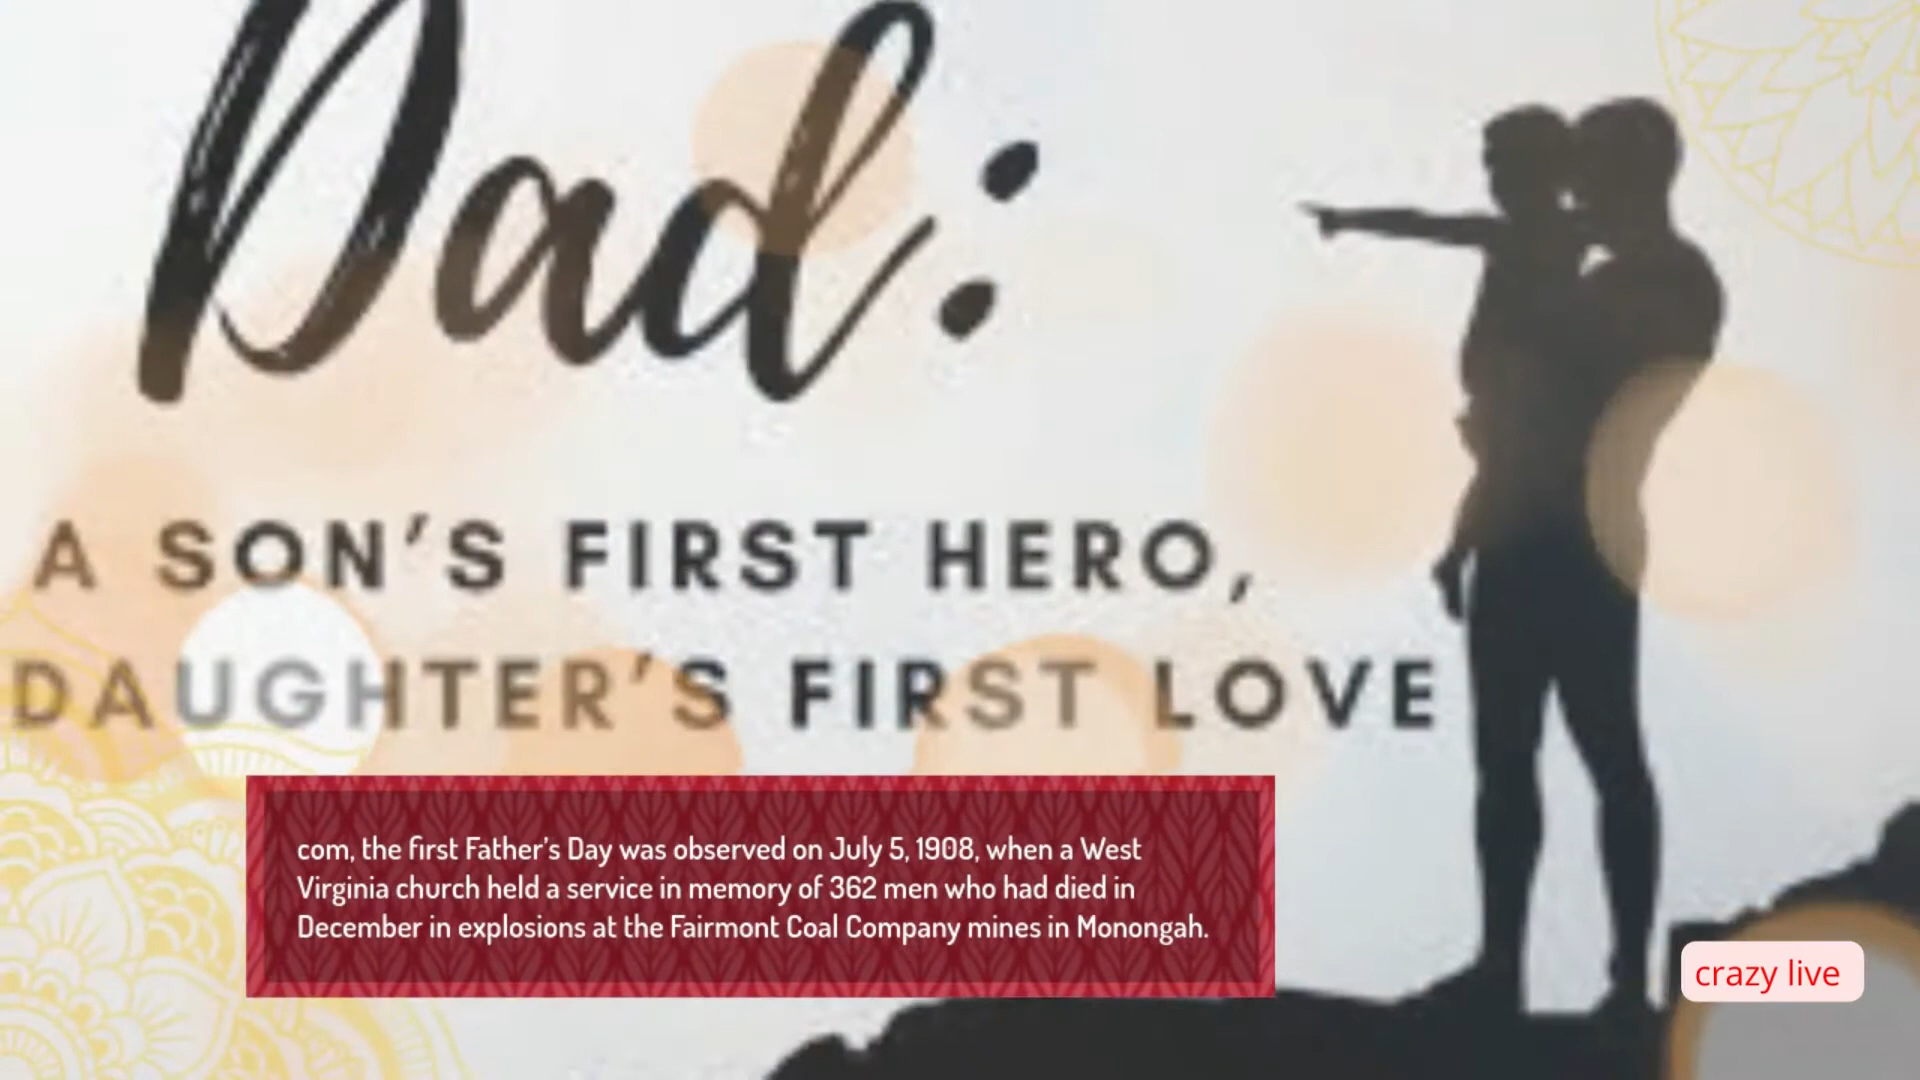 Dad:
A SON'S FIRST HERO,
DAUGHTER'S FIRST LOVE
com, the first Father's Day was observed on July 5, 1908, when a West
Virginia church held a service in memory of 362 men who had died in
December in explosions at the Fairmont Coal Company mines in Monongah.
crazy live